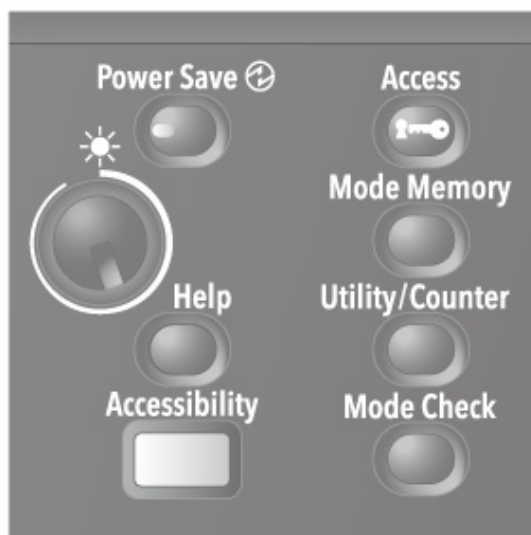 Power Save
Access
Mode Memory
Help
Utility/Counter
Accessibility
Mode Check